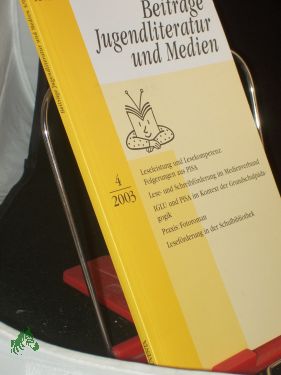 Beiträge
Jugendliteratur
und Medien
4
2003
Leseleistung und Lesekompetenz.
Folgerungen aus PISA
Lese- und Schreibförderung im Medienverbund
IGLU und PISA im Kontext der Grundschulpäda-
gogik
Praxis: Fotoroman
Leseförderung in der Schulbibliothek